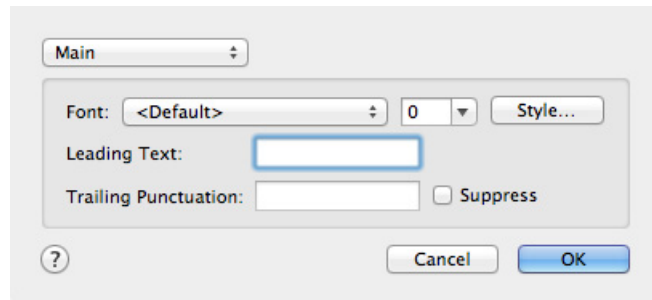 Main
Font: <Default> 0 Style...
Leading Text:
Trailing Punctuation: Suppress
? Cancel OK